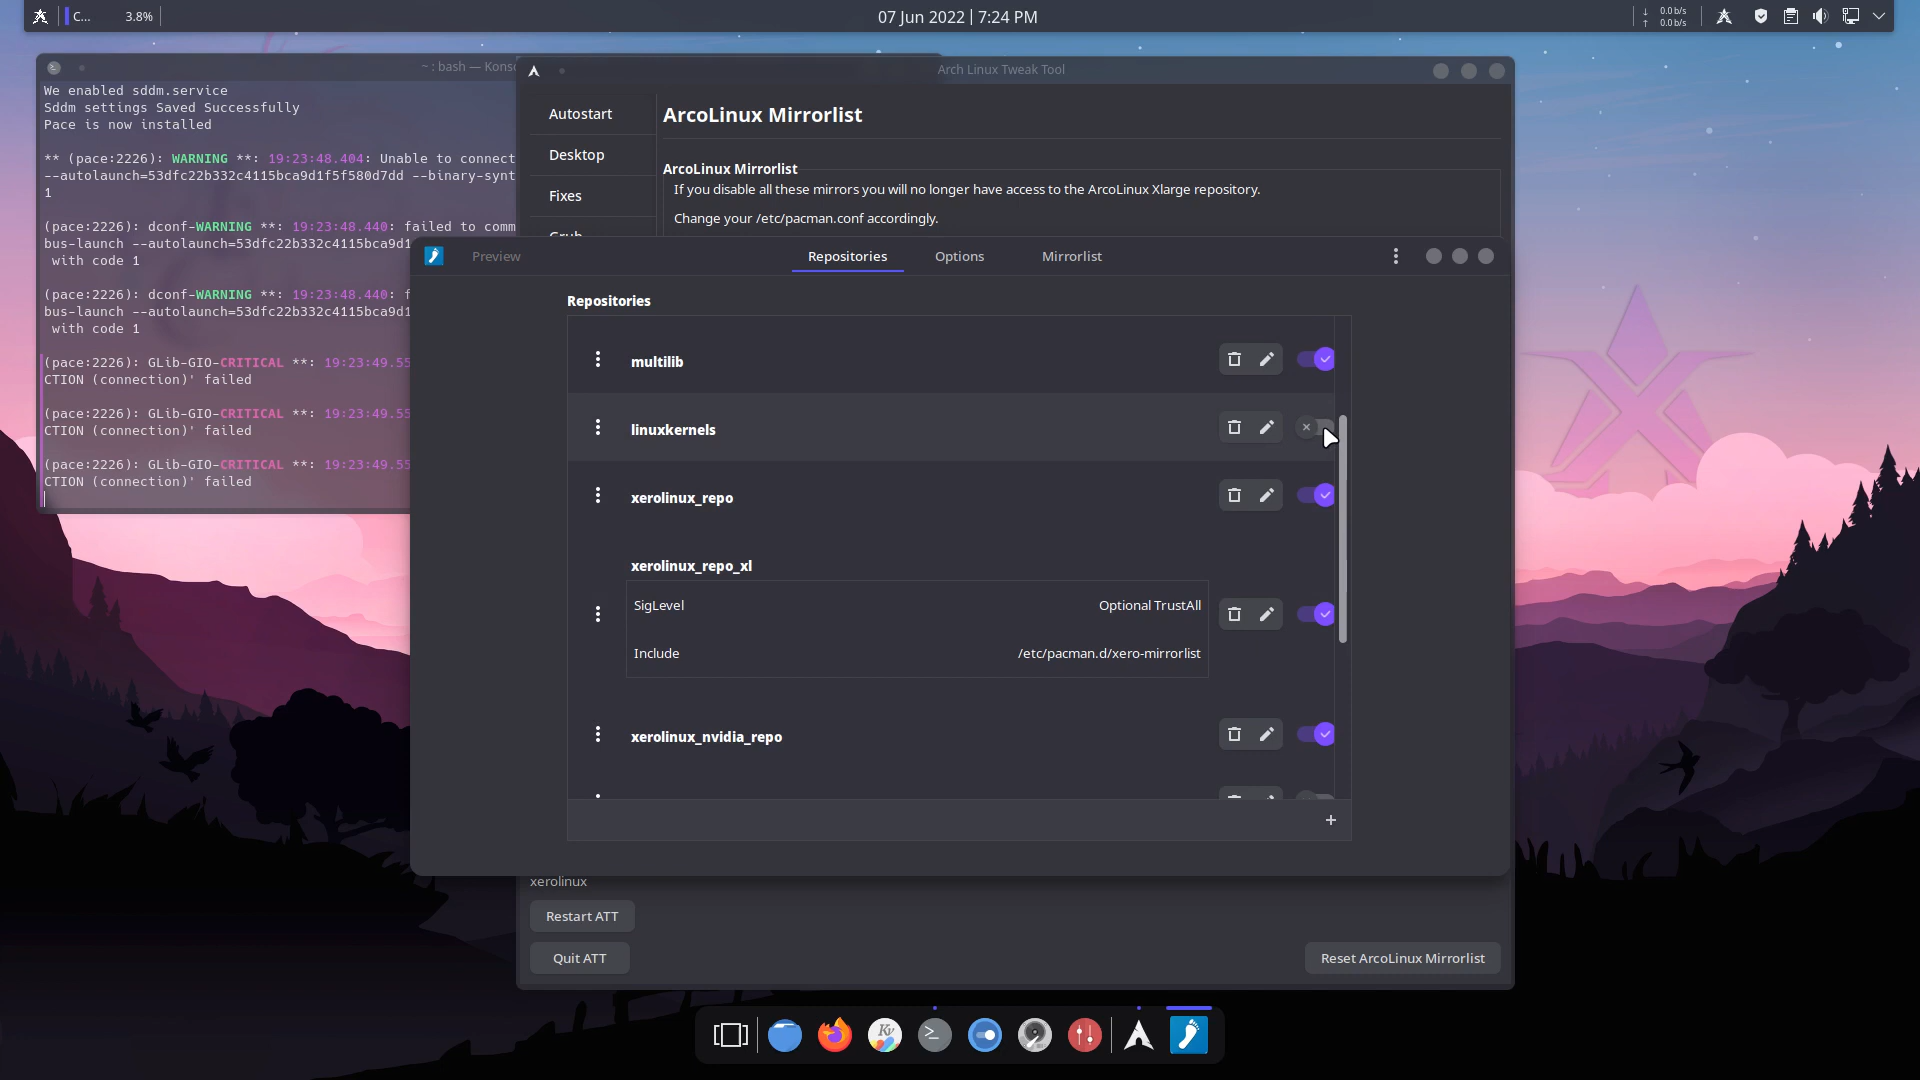 C...
3.8%
07 Jun 2022 | 7:24 PM
↓ 0.0 b/s
↑ 0.0 b/s
~ : bash — Konso
We enabled sddm.service
Sddm settings Saved Successfully
Pace is now installed
** (pace:2226): WARNING **: 19:23:48.404: Unable to connect
--autolaunch=53dfc22b332c4115bca9d1f5f580d7dd --binary-synt
1
(pace:2226): dconf-WARNING **: 19:23:48.440: failed to comm
bus-launch --autolaunch=53dfc22b332c4115bca9d1
with code 1
(pace:2226): dconf-WARNING **: 19:23:48.440: f
bus-launch --autolaunch=53dfc22b332c4115bca9d1
with code 1
(pace:2226): GLib-GIO-CRITICAL **: 19:23:49.55
CTION (connection)' failed
(pace:2226): GLib-GIO-CRITICAL **: 19:23:49.55
CTION (connection)' failed
(pace:2226): GLib-GIO-CRITICAL **: 19:23:49.55
CTION (connection)' failed
Arch Linux Tweak Tool
Autostart
Desktop
Fixes
Grub
ArcoLinux Mirrorlist
ArcoLinux Mirrorlist
If you disable all these mirrors you will no longer have access to the ArcoLinux Xlarge repository.
Change your /etc/pacman.conf accordingly.
Preview
Repositories
Options
Mirrorlist
Repositories
multilib
linuxkernels
xerolinux_repo
xerolinux_repo_xl
SigLevel
Optional TrustAll
Include
/etc/pacman.d/xero-mirrorlist
xerolinux_nvidia_repo
+
xerolinux
Restart ATT
Quit ATT
Reset ArcoLinux Mirrorlist
Kv